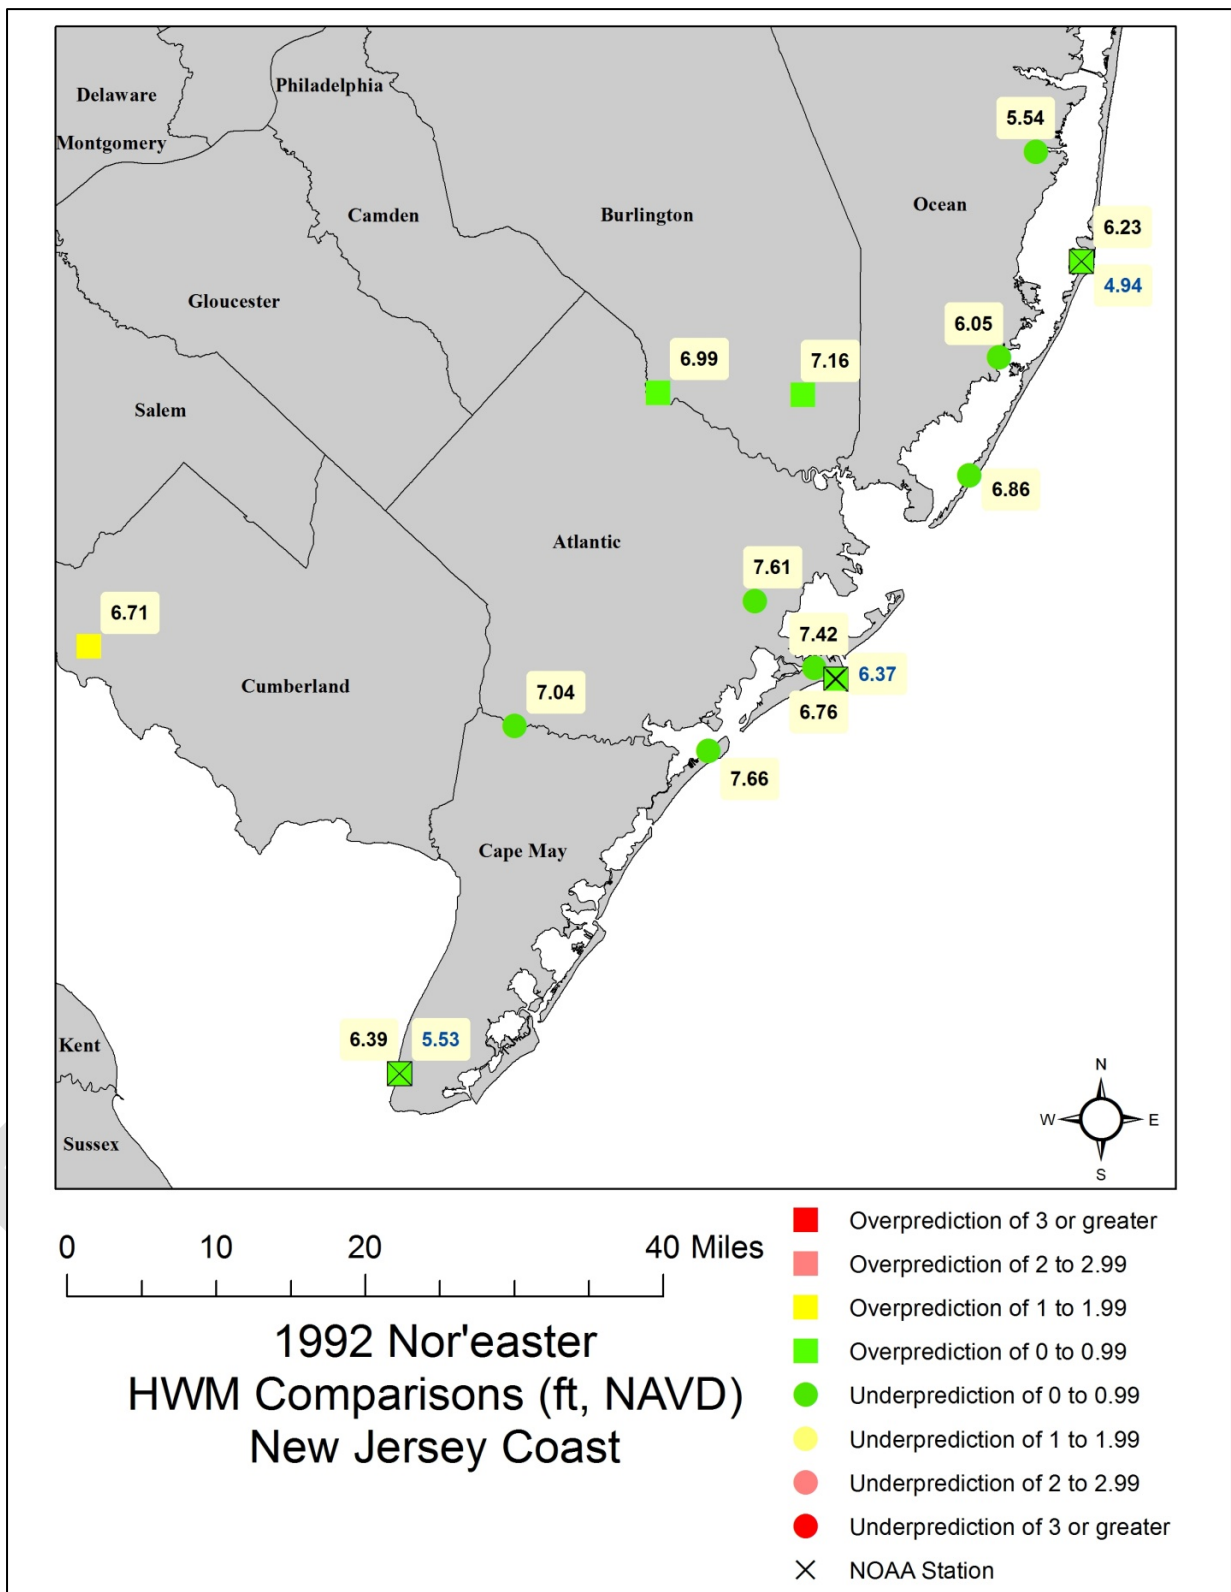 Delaware
Philadelphia
Montgomery
5.54
Camden
Burlington
Ocean
6.23
4.94
Gloucester
6.05
6.99
7.16
Salem
6.86
Atlantic
7.61
6.71
7.42
6.37
Cumberland
7.04
6.76
7.66
Cape May
6.39
5.53
Kent
Sussex
N
W
E
S
0 10 20 40 Miles
1992 Nor'easter
HWM Comparisons (ft, NAVD)
New Jersey Coast
Overprediction of 3 or greater
Overprediction of 2 to 2.99
Overprediction of 1 to 1.99
Overprediction of 0 to 0.99
Underprediction of 0 to 0.99
Underprediction of 1 to 1.99
Underprediction of 2 to 2.99
Underprediction of 3 or greater
NOAA Station